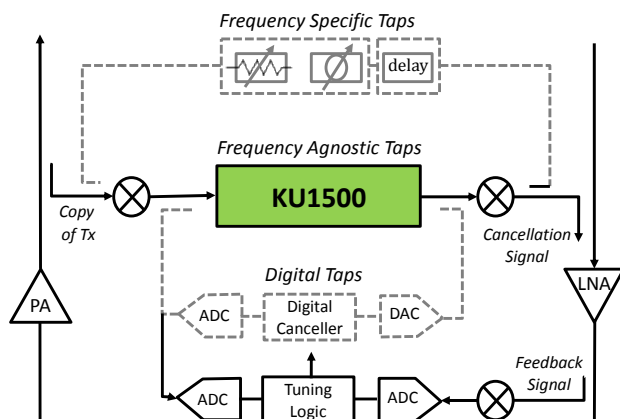 Frequency Specific Taps
delay
Frequency Agnostic Taps
KU1500
Copy
of Tx
Cancellation
Signal
Digital Taps
PA
ADC
Digital
Canceller
DAC
LNA
Feedback
Signal
ADC
Tuning
Logic
ADC